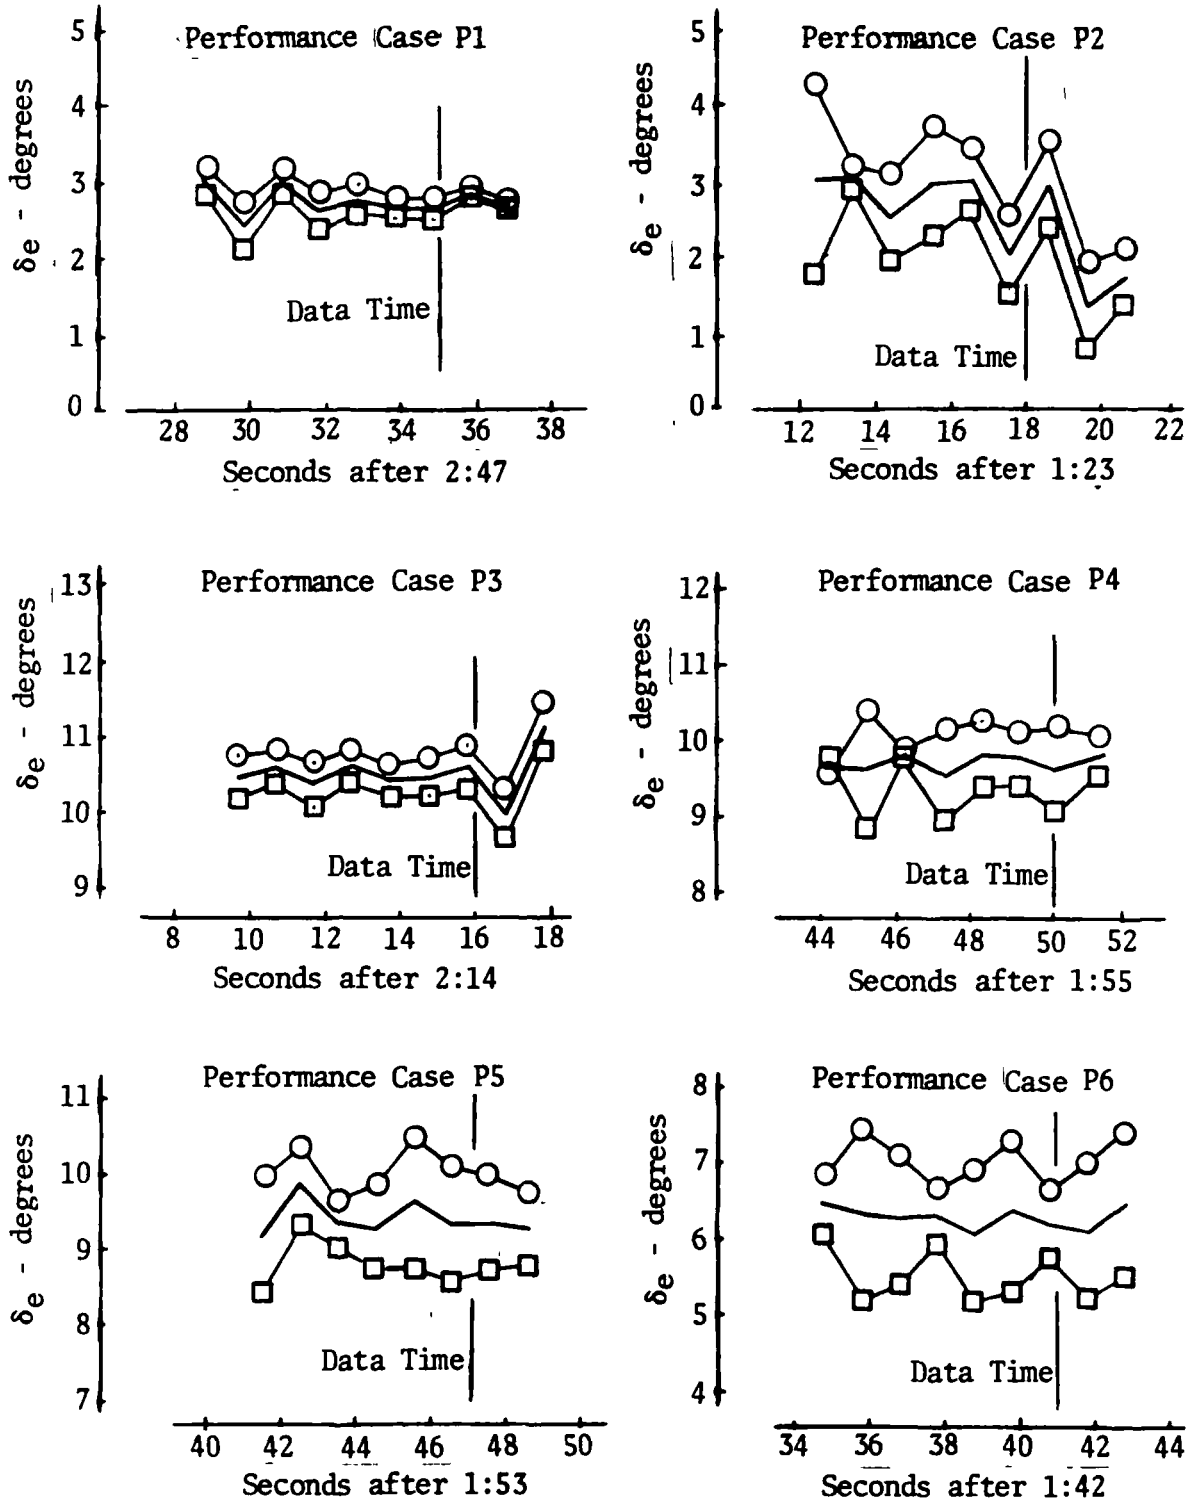 Performance Case P1
δe - degrees
5
4
3
2
1
0
Data Time
28 30 32 34 36 38
Seconds after 2:47
Performance Case P2
δe - degrees
5
4
3
2
1
0
Data Time
12 14 16 18 20 22
Seconds after 1:23
Performance Case P3
δe - degrees
13
12
11
10
9
Data Time
8 10 12 14 16 18
Seconds after 2:14
Performance Case P4
δe - degrees
12
11
10
9
8
Data Time
44 46 48 50 52
Seconds after 1:55
Performance Case P5
δe - degrees
11
10
9
8
7
Data Time
40 42 44 46 48 50
Seconds after 1:53
Performance Case P6
δe - degrees
8
7
6
5
4
Data Time
34 36 38 40 42 44
Seconds after 1:42